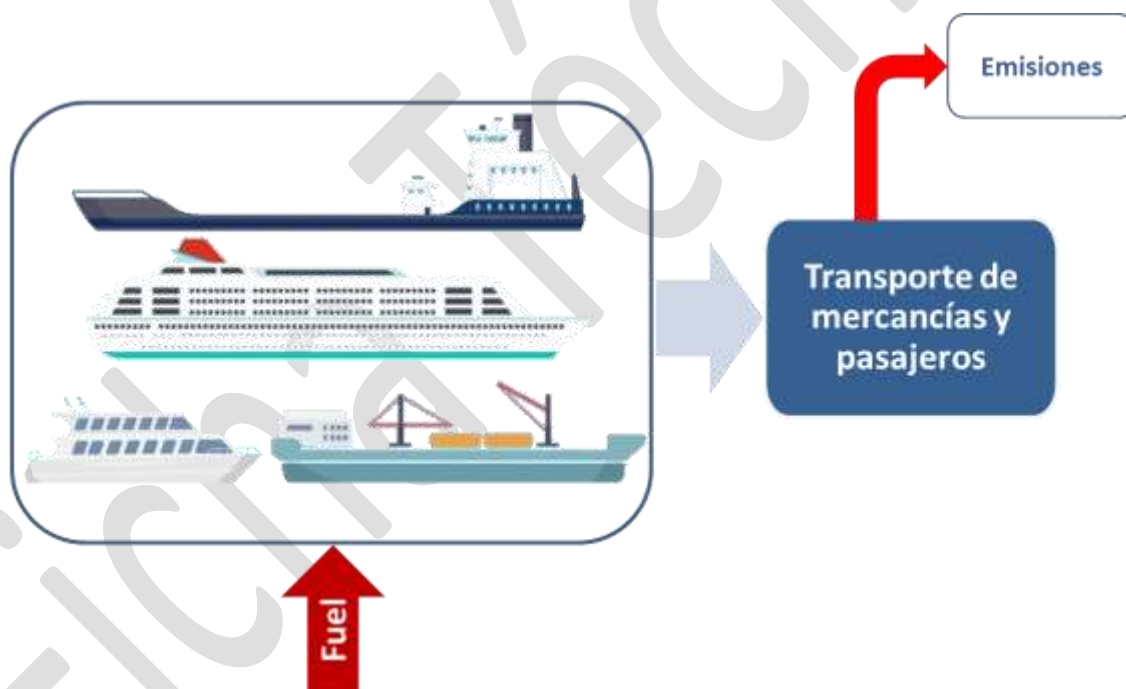 Emisiones
Transporte de
mercancías y
pasajeros
Fuel